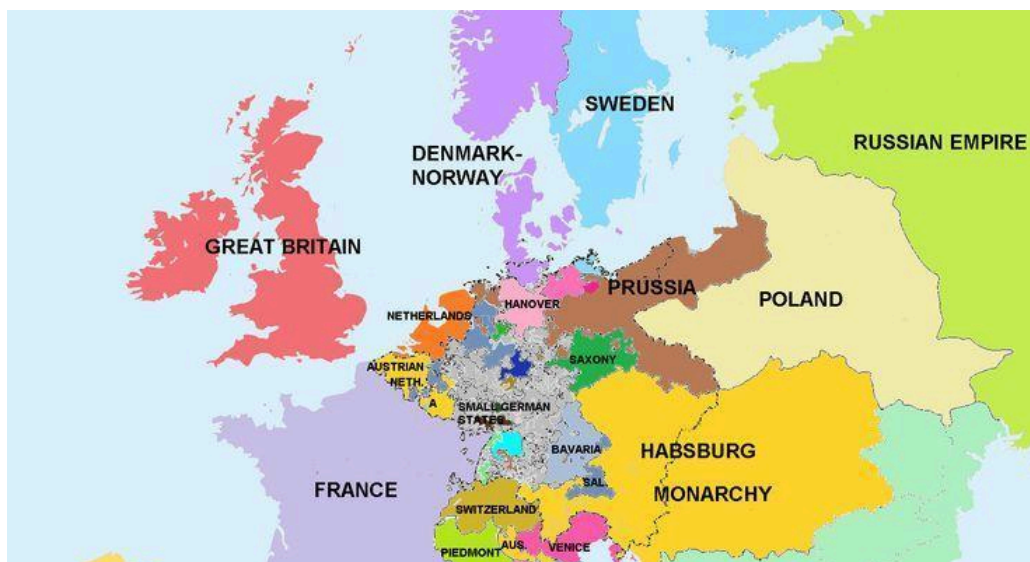 SWEDEN
RUSSIAN EMPIRE
DENMARK-
NORWAY
GREAT BRITAIN
PRUSSIA
HANOVER
POLAND
NETHERLANDS
SAXONY
AUSTRIAN
NETH.
A
SMALL GERMAN
STATES
BAVARIA
HABSBURG
MONARCHY
SAL.
FRANCE
SWITZERLAND
PIEDMONT
AUS.
VENICE